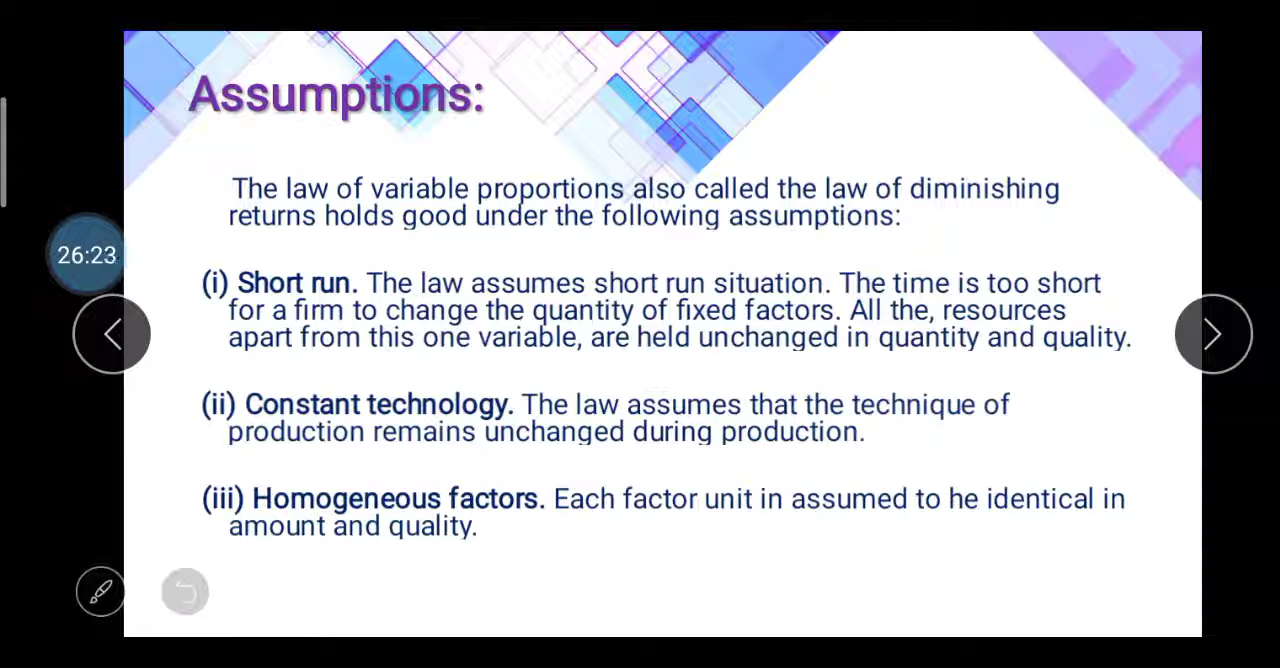 Assumptions:
The law of variable proportions also called the law of diminishing
returns holds good under the following assumptions:
(i) Short run. The law assumes short run situation. The time is too short
for a firm to change the quantity of fixed factors. All the, resources
apart from this one variable, are held unchanged in quantity and quality.
(ii) Constant technology. The law assumes that the technique of
production remains unchanged during production.
(iii) Homogeneous factors. Each factor unit in assumed to he identical in
amount and quality.
26:23